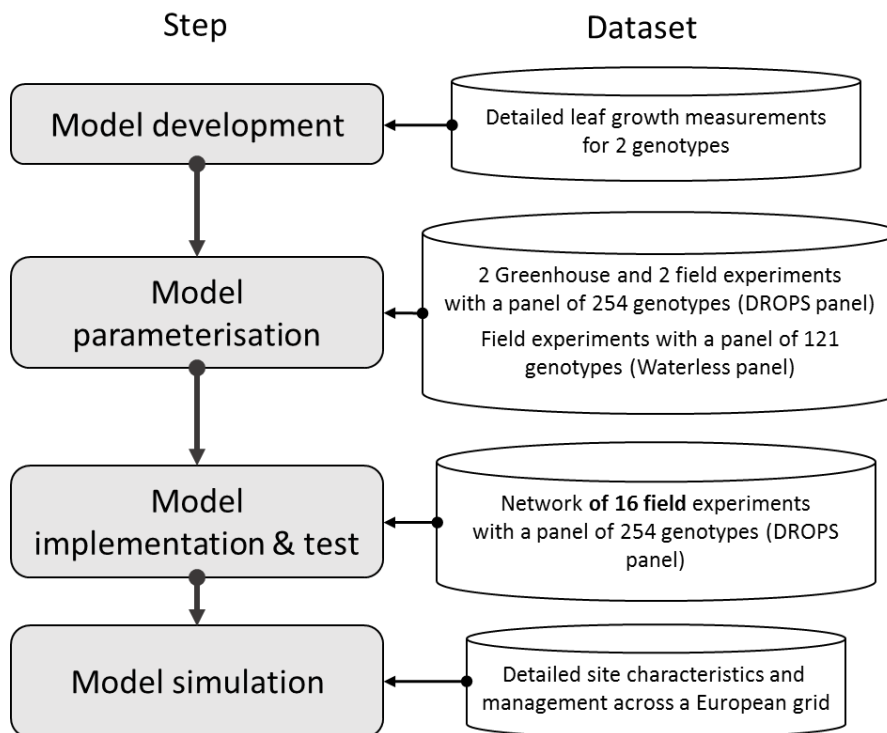 Step
Dataset
Model development
Detailed leaf growth measurements
for 2 genotypes
Model
parameterisation
2 Greenhouse and 2 field experiments
with a panel of 254 genotypes (DROPS panel)
Field experiments with a panel of 121
genotypes (Waterless panel)
Model
implementation & test
Network of 16 field experiments
with a panel of 254 genotypes (DROPS
panel)
Model simulation
Detailed site characteristics and
management across a European grid